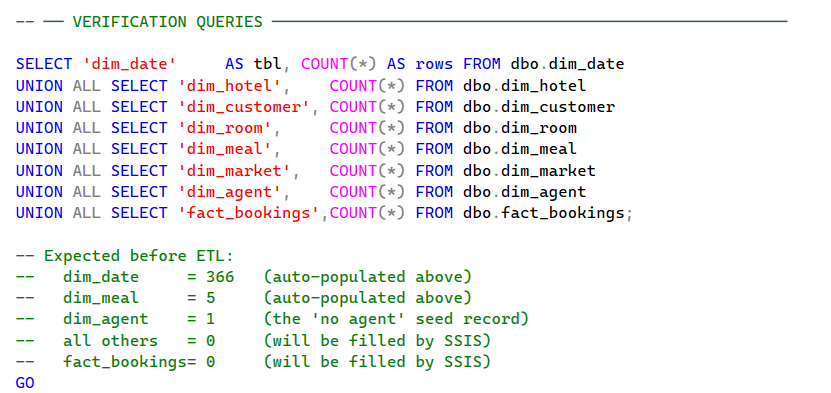 -- ── VERIFICATION QUERIES ──────────────────────────────────────────────────────
SELECT 'dim_date'     AS tbl, COUNT(*) AS rows FROM dbo.dim_date
UNION ALL SELECT 'dim_hotel',     COUNT(*) FROM dbo.dim_hotel
UNION ALL SELECT 'dim_customer', COUNT(*) FROM dbo.dim_customer
UNION ALL SELECT 'dim_room',      COUNT(*) FROM dbo.dim_room
UNION ALL SELECT 'dim_meal',      COUNT(*) FROM dbo.dim_meal
UNION ALL SELECT 'dim_market',    COUNT(*) FROM dbo.dim_market
UNION ALL SELECT 'dim_agent',     COUNT(*) FROM dbo.dim_agent
UNION ALL SELECT 'fact_bookings',COUNT(*) FROM dbo.fact_bookings;
-- Expected before ETL:
--   dim_date     = 366   (auto-populated above)
--   dim_meal     = 5     (auto-populated above)
--   dim_agent    = 1     (the 'no agent' seed record)
--   all others   = 0     (will be filled by SSIS)
--   fact_bookings= 0     (will be filled by SSIS)
GO